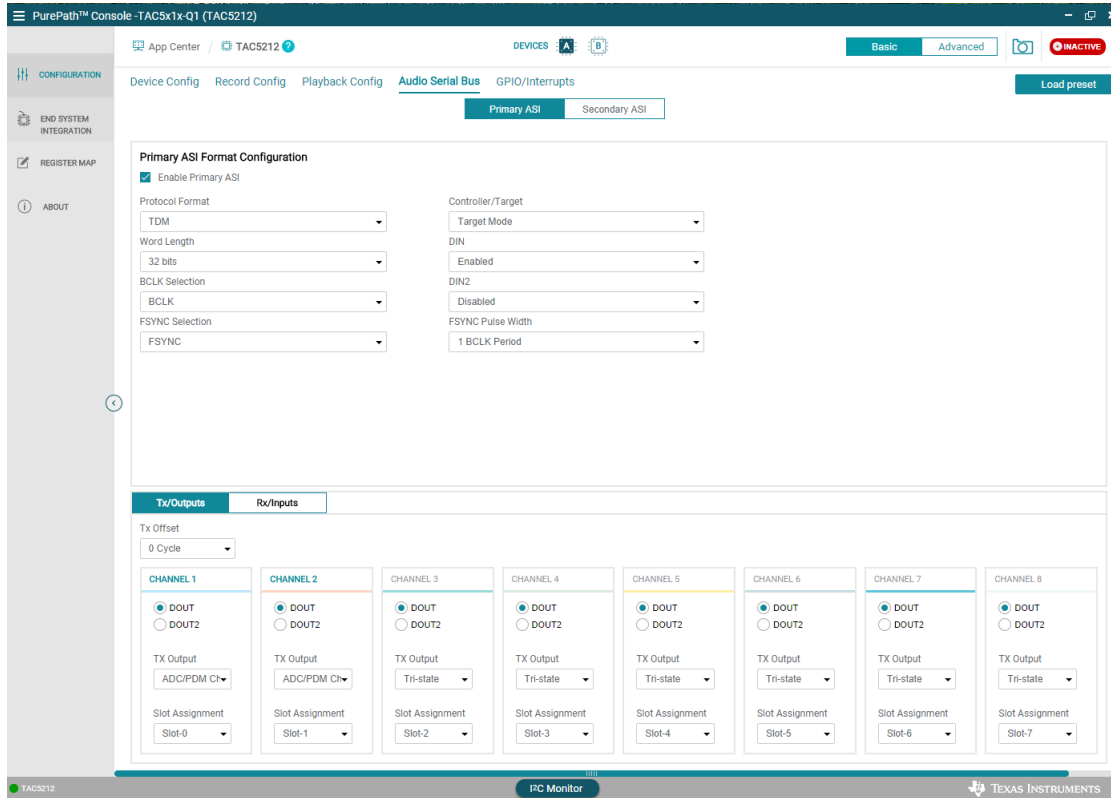 PurePath™ Console -TAC5x1x-Q1 (TAC5212)
App Center / TAC5212 ?
DEVICES A B
Basic Advanced
INACTIVE
CONFIGURATION
END SYSTEM
INTEGRATION
REGISTER MAP
ABOUT
Device Config Record Config Playback Config Audio Serial Bus GPIO/Interrupts
Load preset
Primary ASI Secondary ASI
Primary ASI Format Configuration
Enable Primary ASI
Protocol Format Controller/Target
TDM Target Mode
Word Length DIN
32 bits Enabled
BCLK Selection DIN2
BCLK Disabled
FSYNC Selection FSYNC Pulse Width
FSYNC 1 BCLK Period
Tx/Outputs Rx/Inputs
Tx Offset
0 Cycle
CHANNEL 1 CHANNEL 2 CHANNEL 3 CHANNEL 4 CHANNEL 5 CHANNEL 6 CHANNEL 7 CHANNEL 8
DOUT DOUT DOUT DOUT DOUT DOUT DOUT DOUT
DOUT2 DOUT2 DOUT2 DOUT2 DOUT2 DOUT2 DOUT2 DOUT2
TX Output TX Output TX Output TX Output TX Output TX Output TX Output TX Output
ADC/PDM Ch ADC/PDM Ch Tri-state Tri-state Tri-state Tri-state Tri-state Tri-state
Slot Assignment Slot Assignment Slot Assignment Slot Assignment Slot Assignment Slot Assignment Slot Assignment Slot Assignment
Slot-0 Slot-1 Slot-2 Slot-3 Slot-4 Slot-5 Slot-6 Slot-7
TAC5212
I²C Monitor
TEXAS INSTRUMENTS